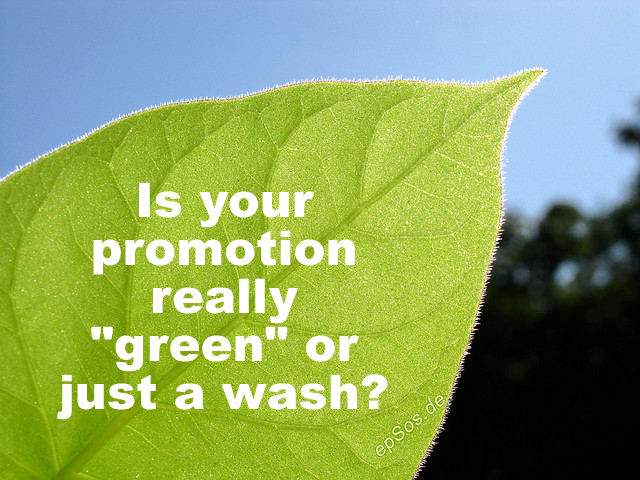 Is your
promotion
really
"green" or
just a wash?
epSos.de